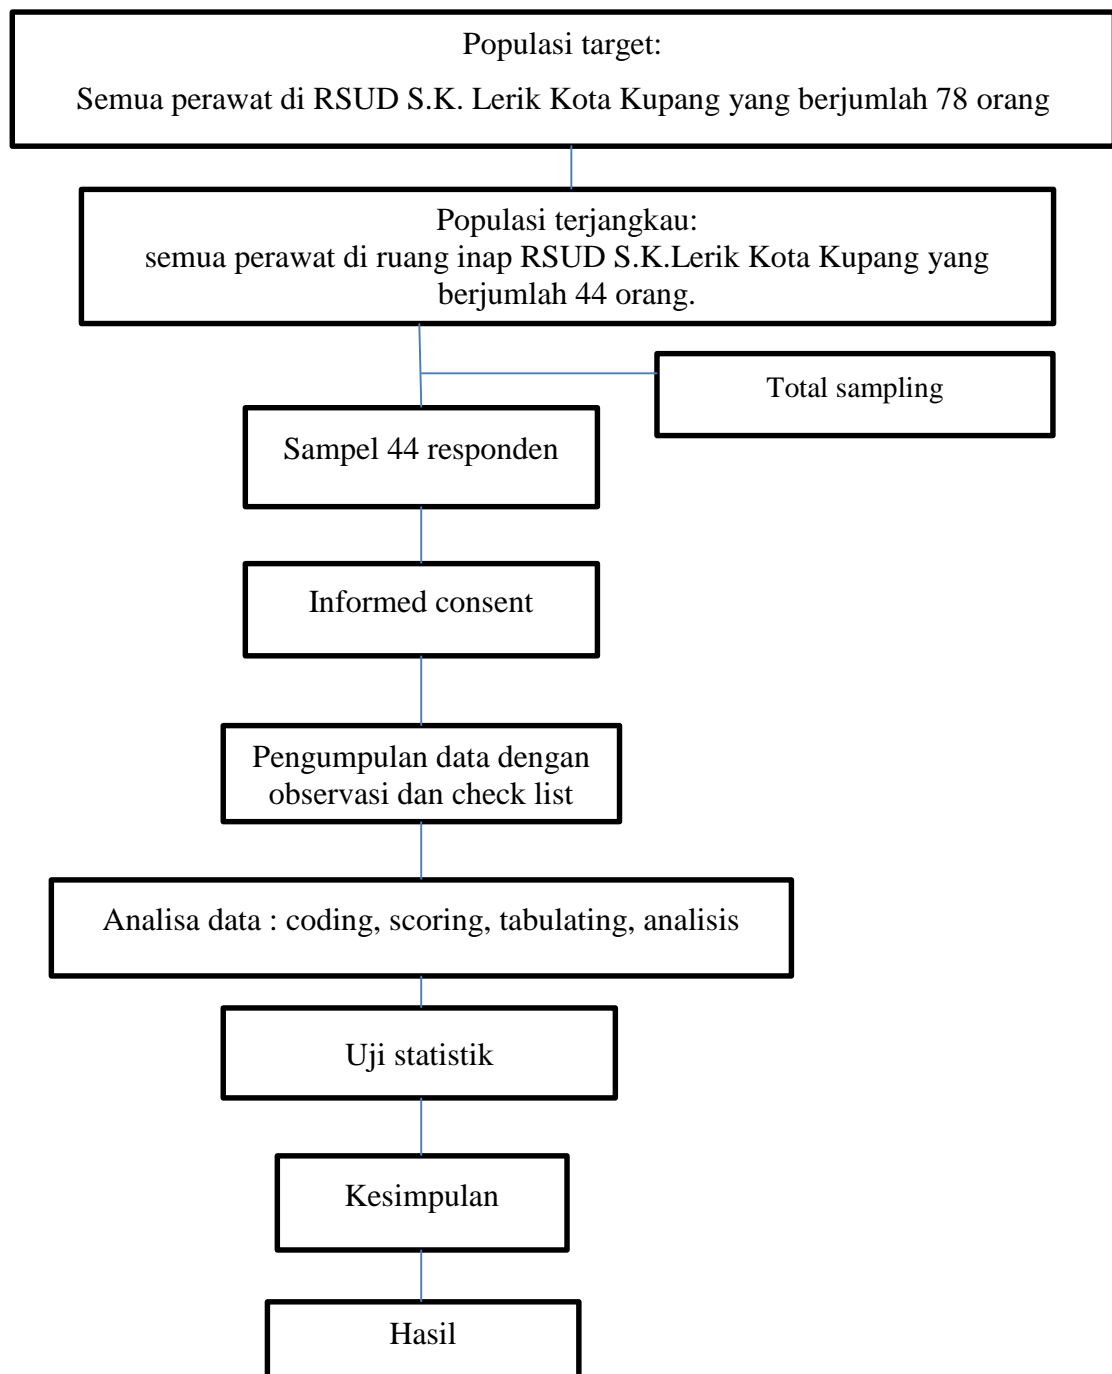 Populasi target:
Semua perawat di RSUD S.K. Lerik Kota Kupang yang berjumlah 78 orang
Populasi terjangkau:
semua perawat di ruang inap RSUD S.K.Lerik Kota Kupang yang
berjumlah 44 orang.
Total sampling
Sampel 44 responden
Informed consent
Pengumpulan data dengan
observasi dan check list
Analisa data : coding, scoring, tabulating, analisis
Uji statistik
Kesimpulan
Hasil